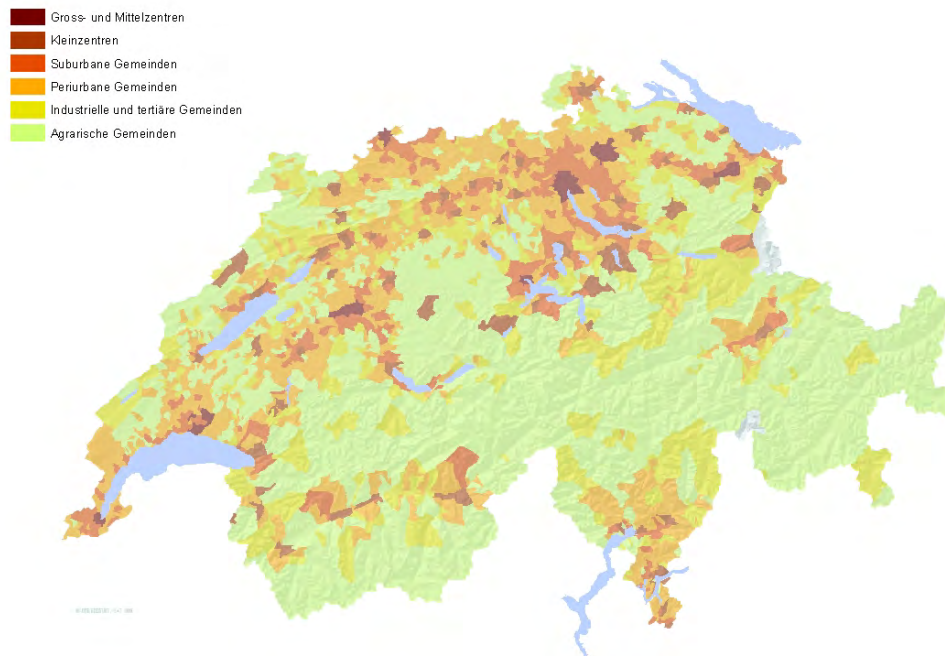 Gross- und Mittelzentren
Kleinzentren
Suburbane Gemeinden
Periurbane Gemeinden
Industrielle und tertiäre Gemeinden
Agrarische Gemeinden